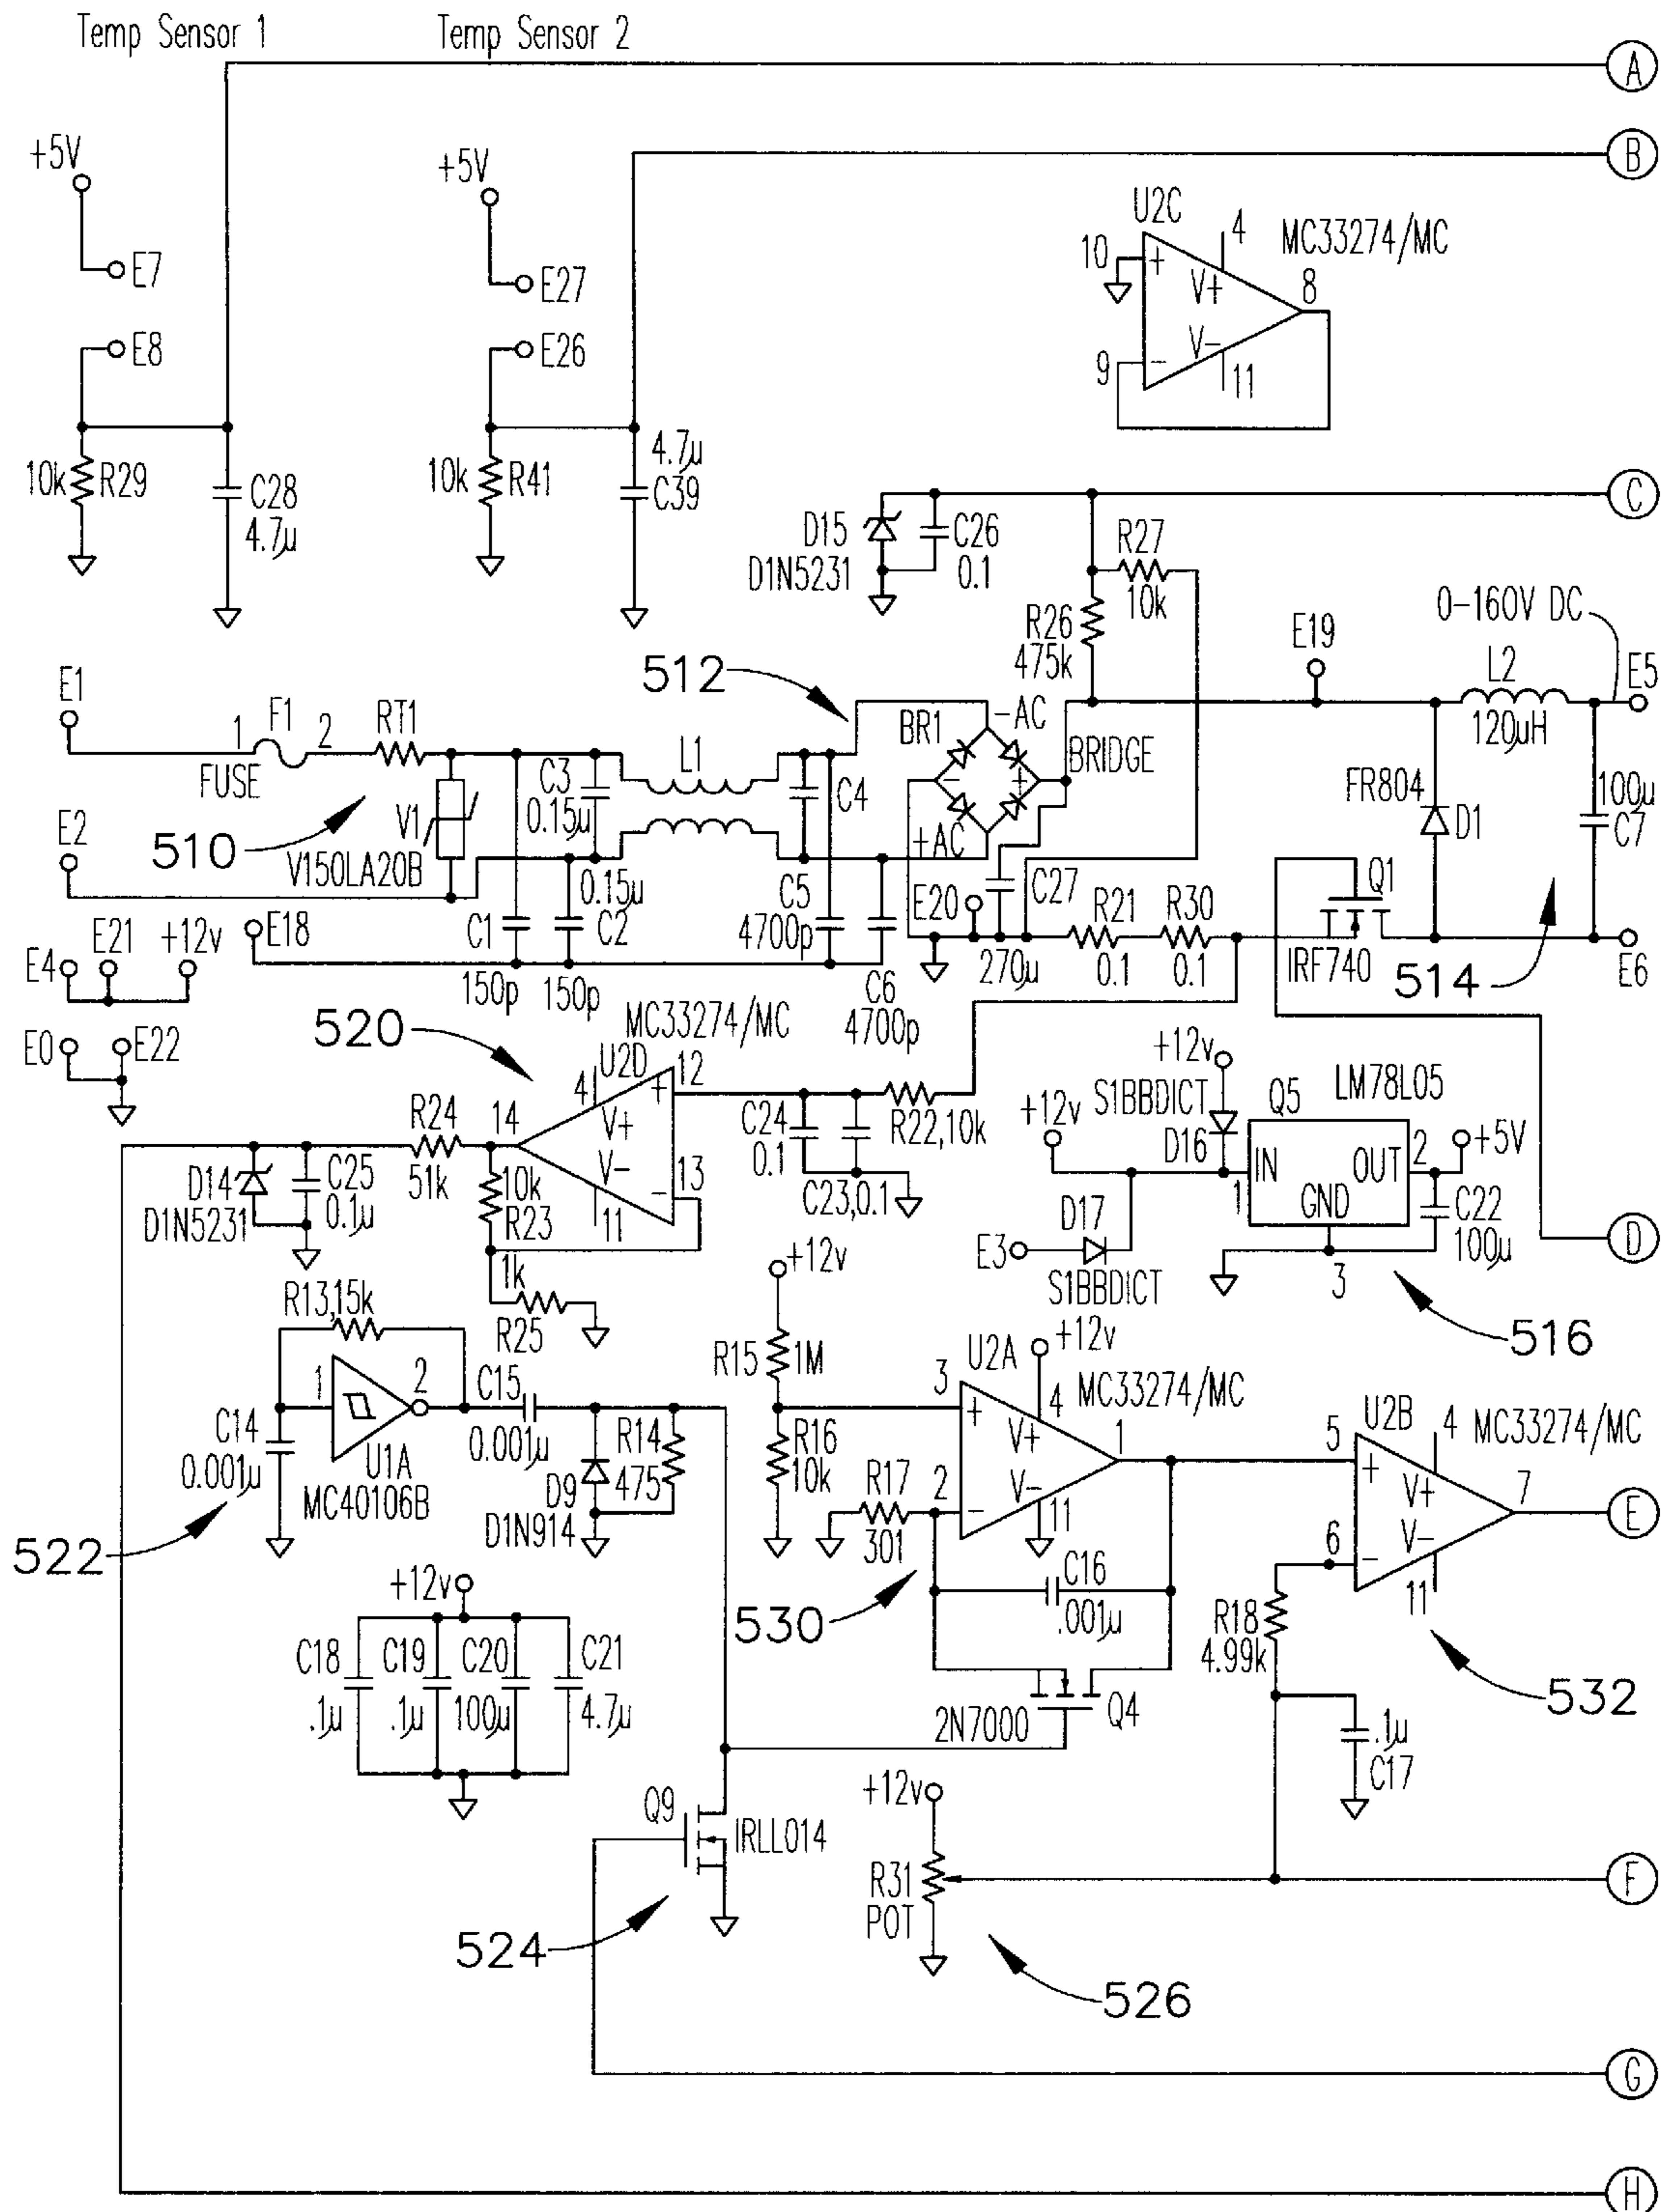 Temp Sensor 1
Temp Sensor 2
A
+5V
E7
E8
10k
R29
C28
4.7µ
+5V
E27
E26
10k
R41
4.7µ
C39
B
U2C
10
+
4
MC33274/MC
V+
8
V-
9
-
11
C
D15
D1N5231
C26
0.1
R27
10k
R26
475k
E19
0-160V DC
L2
120µH
E5
512
E1
1
F1
2
FUSE
RT1
E2
510
V1
V150LA20B
C3
0.15µ
L1
0.15µ
C4
BR1
-AC
BRIDGE
-
+
+AC
FR804
D1
100µ
C7
Q1
IRF740
514
E6
E4
E21
+12v
E18
C1
150p
C2
150p
C5
4700p
C6
4700p
E20
C27
270µ
R21
0.1
R30
0.1
E0
E22
520
MC33274/MC
U2D
4
12
+
V+
14
V-
13
-
11
R24
51k
10k
R23
C24
0.1
R22,10k
C23,0.1
D14
D1N5231
C25
0.1µ
1k
R25
+12v
S1BBDICT
D16
+12v
Q5
LM78L05
IN
OUT
GND
1
2
3
+5V
C22
100µ
D17
E3
S1BBDICT
516
D
R13,15k
1
2
C14
0.001µ
U1A
MC40106B
C15
0.001µ
D9
D1N914
R14
475
522
+12v
R15
1M
R16
10k
R17
301
U2A
+12v
MC33274/MC
3
+
4
V+
1
V-
2
-
11
C16
.001µ
530
2N7000
Q4
U2B
4
MC33274/MC
5
+
V+
7
V-
6
-
11
E
R18
4.99k
532
.1µ
C17
+12v
C18
.1µ
C19
.1µ
C20
100µ
C21
4.7µ
Q9
IRLL014
524
+12v
R31
POT
526
F
G
H